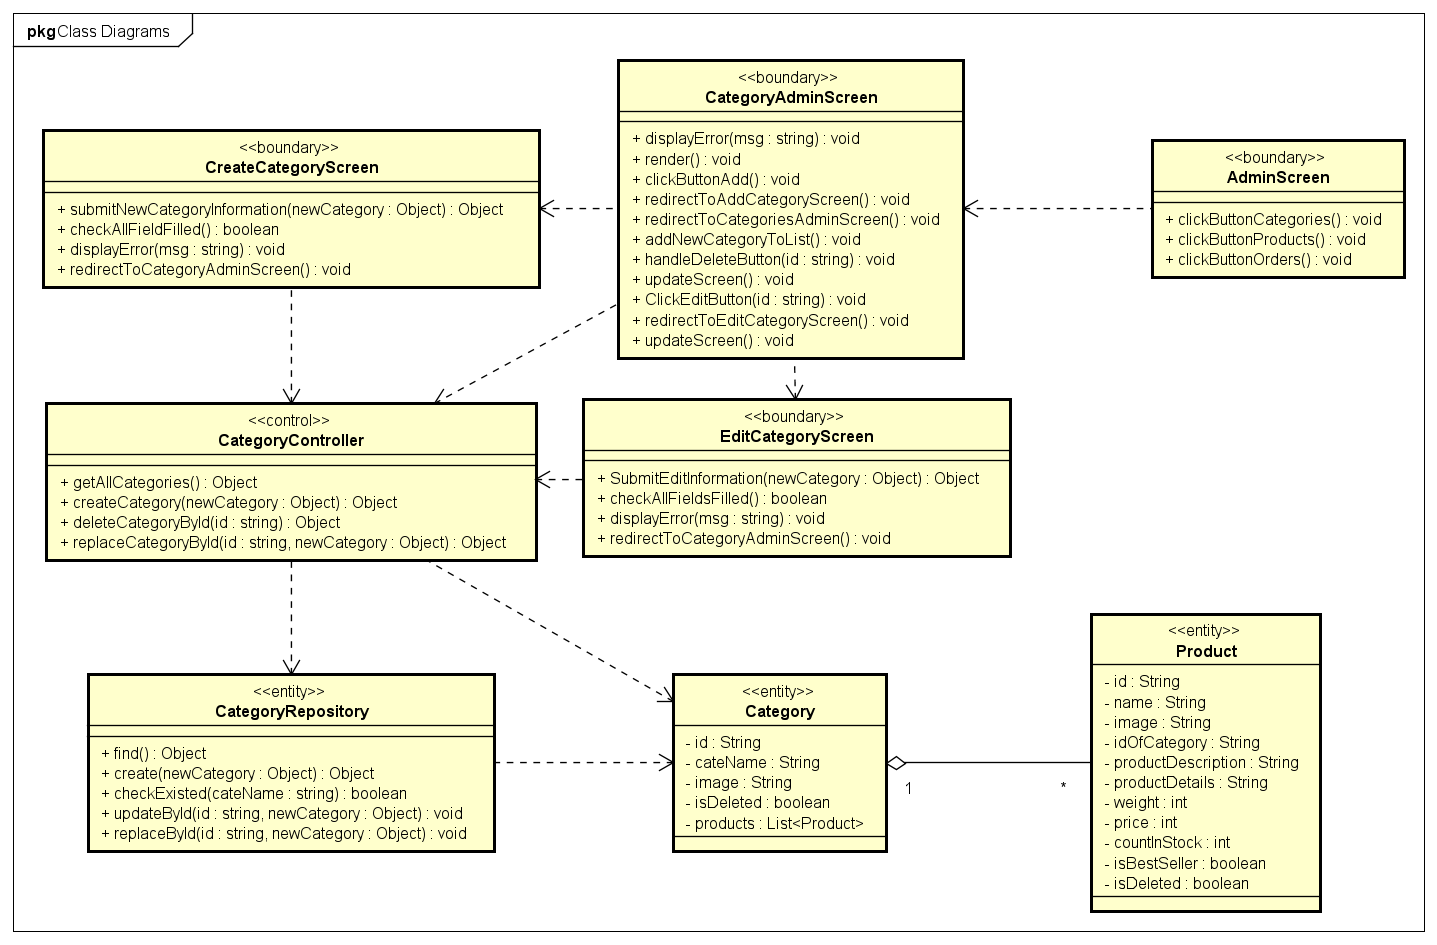 pkg Class Diagrams
<<boundary>>
CategoryAdminScreen
+ displayError(msg : string) : void
+ render() : void
+ clickButtonAdd() : void
+ redirectToAddCategoryScreen() : void
+ redirectToCategoriesAdminScreen() : void
+ addNewCategoryToList() : void
+ handleDeleteButton(id : string) : void
+ updateScreen() : void
+ ClickEditButton(id : string) : void
+ redirectToEditCategoryScreen() : void
+ updateScreen() : void
<<boundary>>
CreateCategoryScreen
+ submitNewCategoryInformation(newCategory : Object) : Object
+ checkAllFieldFilled() : boolean
+ displayError(msg : string) : void
+ redirectToCategoryAdminScreen() : void
<<boundary>>
AdminScreen
+ clickButtonCategories() : void
+ clickButtonProducts() : void
+ clickButtonOrders() : void
<<control>>
CategoryController
+ getAllCategories() : Object
+ createCategory(newCategory : Object) : Object
+ deleteCategoryById(id : string) : Object
+ replaceCategoryById(id : string, newCategory : Object) : Object
<<boundary>>
EditCategoryScreen
+ SubmitEditInformation(newCategory : Object) : Object
+ checkAllFieldsFilled() : boolean
+ displayError(msg : string) : void
+ redirectToCategoryAdminScreen() : void
<<entity>>
CategoryRepository
+ find() : Object
+ create(newCategory : Object) : Object
+ checkExisted(cateName : string) : boolean
+ updateById(id : string, newCategory : Object) : void
+ replaceById(id : string, newCategory : Object) : void
<<entity>>
Category
- id : String
- cateName : String
- image : String
- isDeleted : boolean
- products : List<Product>
1
*
<<entity>>
Product
- id : String
- name : String
- image : String
- idOfCategory : String
- productDescription : String
- productDetails : String
- weight : int
- price : int
- countInStock : int
- isBestSeller : boolean
- isDeleted : boolean